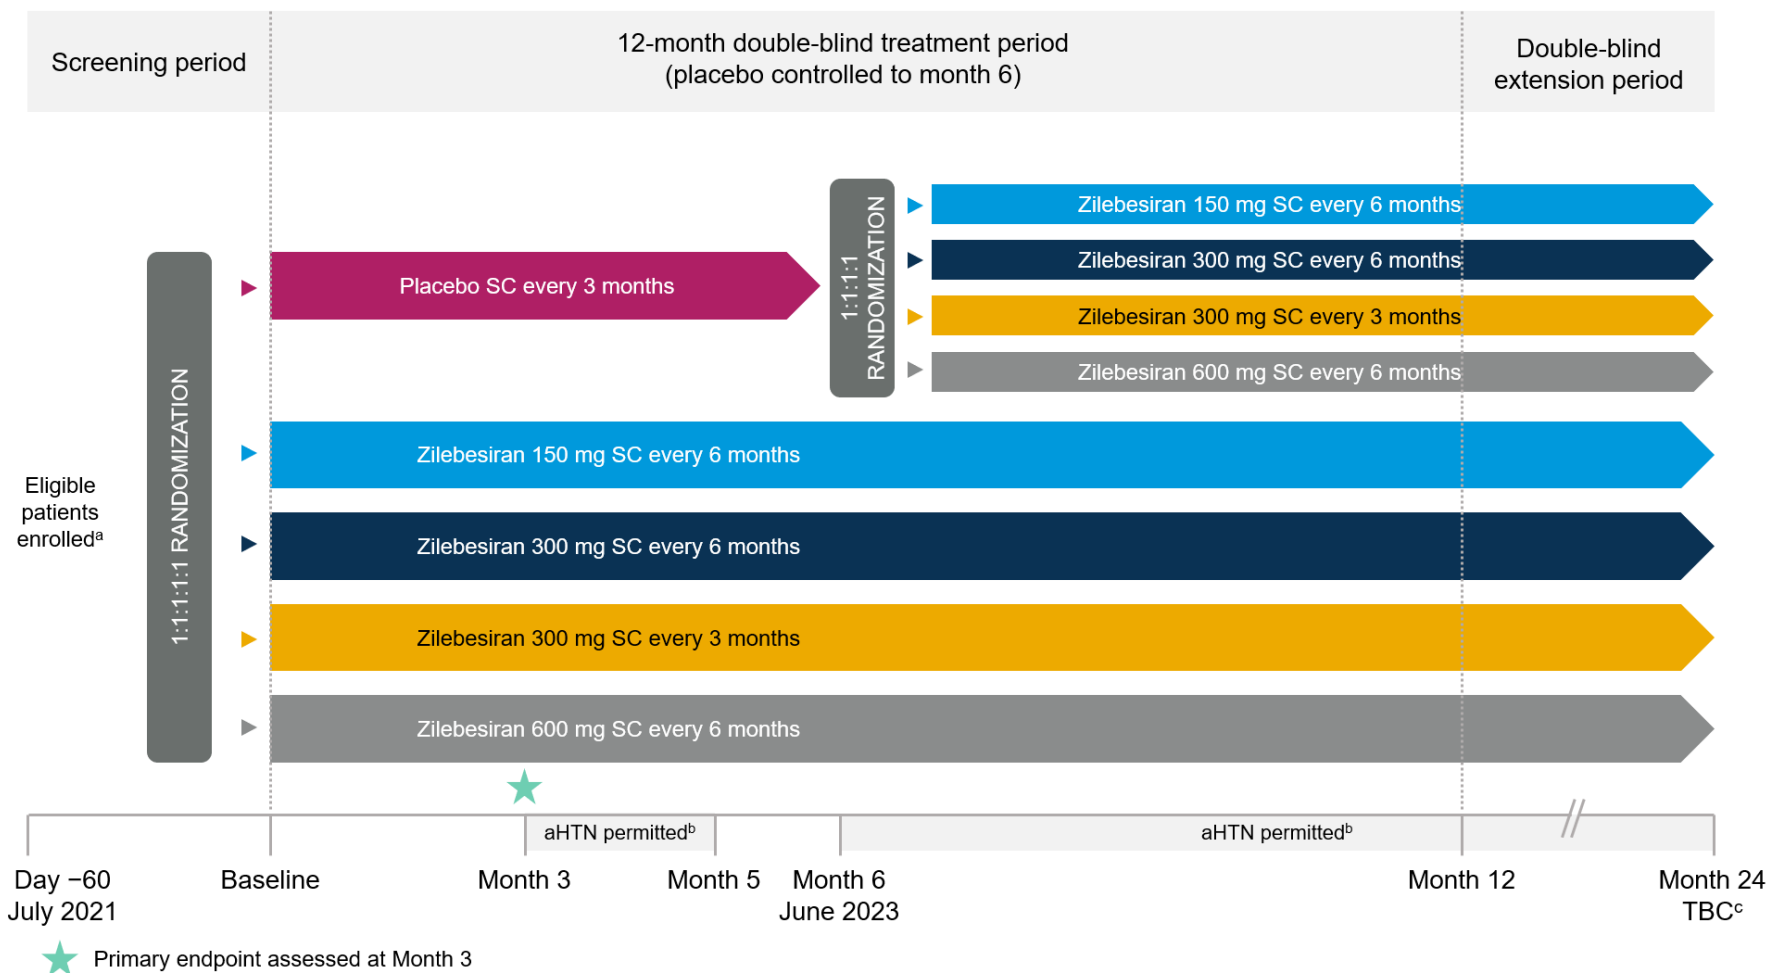 Screening period
12-month double-blind treatment period
(placebo controlled to month 6)
Double-blind
extension period
Eligible
patients
enrolledᵃ
1:1:1:1:1 RANDOMIZATION
Placebo SC every 3 months
1:1:1:1
RANDOMIZATION
Zilebesiran 150 mg SC every 6 months
Zilebesiran 300 mg SC every 6 months
Zilebesiran 300 mg SC every 3 months
Zilebesiran 600 mg SC every 6 months
Zilebesiran 150 mg SC every 6 months
Zilebesiran 300 mg SC every 6 months
Zilebesiran 300 mg SC every 3 months
Zilebesiran 600 mg SC every 6 months
aHTN permittedᵇ
aHTN permittedᵇ
Day −60
July 2021
Baseline
Month 3
Month 5
Month 6
June 2023
Month 12
Month 24
TBCᶜ
Primary endpoint assessed at Month 3